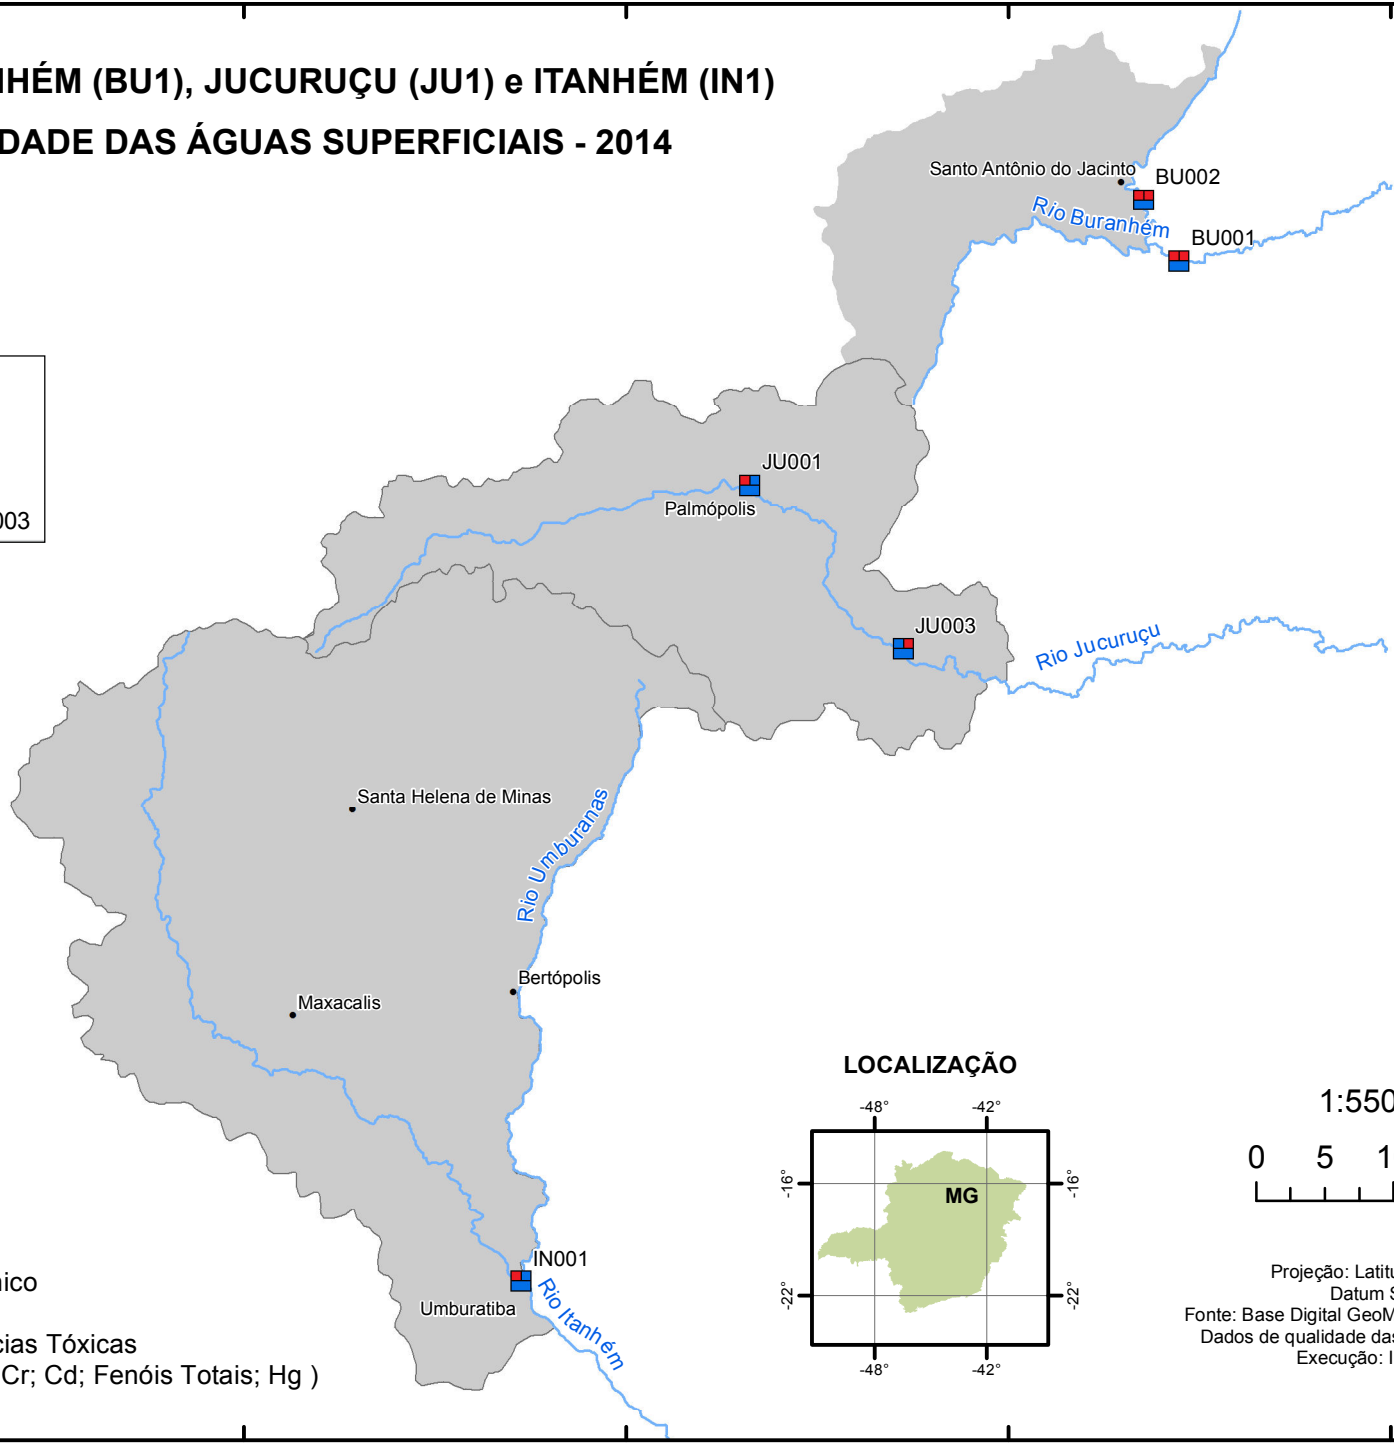 HÉM (BU1), JUCURUÇU (JU1) e ITANHÉM (IN1)
DADE DAS ÁGUAS SUPERFICIAIS - 2014
Santo Antônio do Jacinto
BU002
Rio Buranhém
BU001
JU001
Palmópolis
003
JU003
Rio Jucuruçu
Santa Helena de Minas
Rio Umburanas
Bertópolis
Maxacalis
LOCALIZAÇÃO
-48° -42°
-16° -16°
MG
-22° -22°
-48° -42°
1:550
0 5 1
IN001
Umburatiba
Rio Itanhém
nico
cias Tóxicas
Cr; Cd; Fenóis Totais; Hg )
Projeção: Latitu
Datum S
Fonte: Base Digital GeoM
Dados de qualidade das
Execução: I